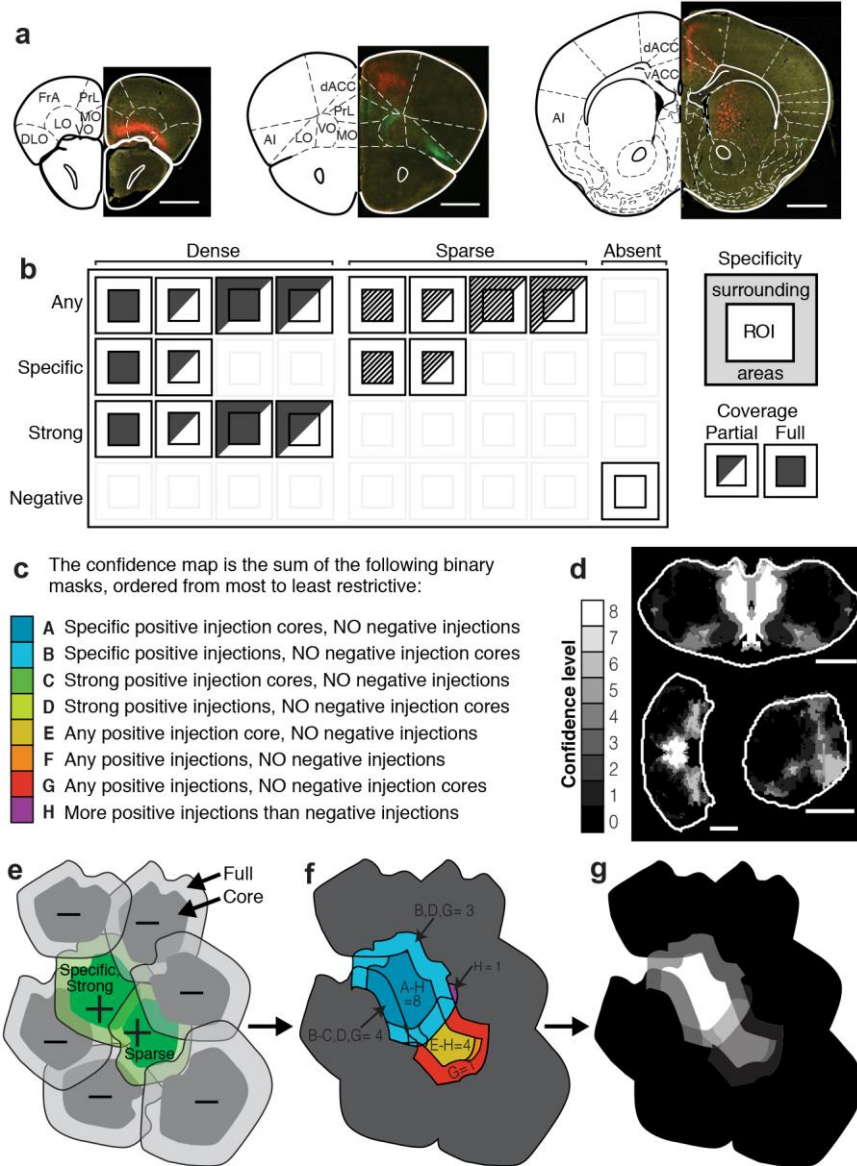 a
FrA
PrL
MO
LO
VO
DLO
dACC
PrL
VO
MO
LO
AI
dACC
vACC
AI
b
Dense
Sparse
Absent
Any
Specific
Strong
Negative
Specificity
surrounding
ROI
areas
Coverage
Partial Full
c The confidence map is the sum of the following binary
masks, ordered from most to least restrictive:
A Specific positive injection cores, NO negative injections
B Specific positive injections, NO negative injection cores
C Strong positive injection cores, NO negative injections
D Strong positive injections, NO negative injection cores
E Any positive injection core, NO negative injections
F Any positive injections, NO negative injections
G Any positive injections, NO negative injection cores
H More positive injections than negative injections
d
Confidence level
8
7
6
5
4
3
2
1
0
e
Full
Core
−
−
Specific,
Strong
+
−
−
+
Sparse
−
−
f
B,D,G= 3
H = 1
A-H
=8
B-C,D,G= 4
E-H=4
G=1
g